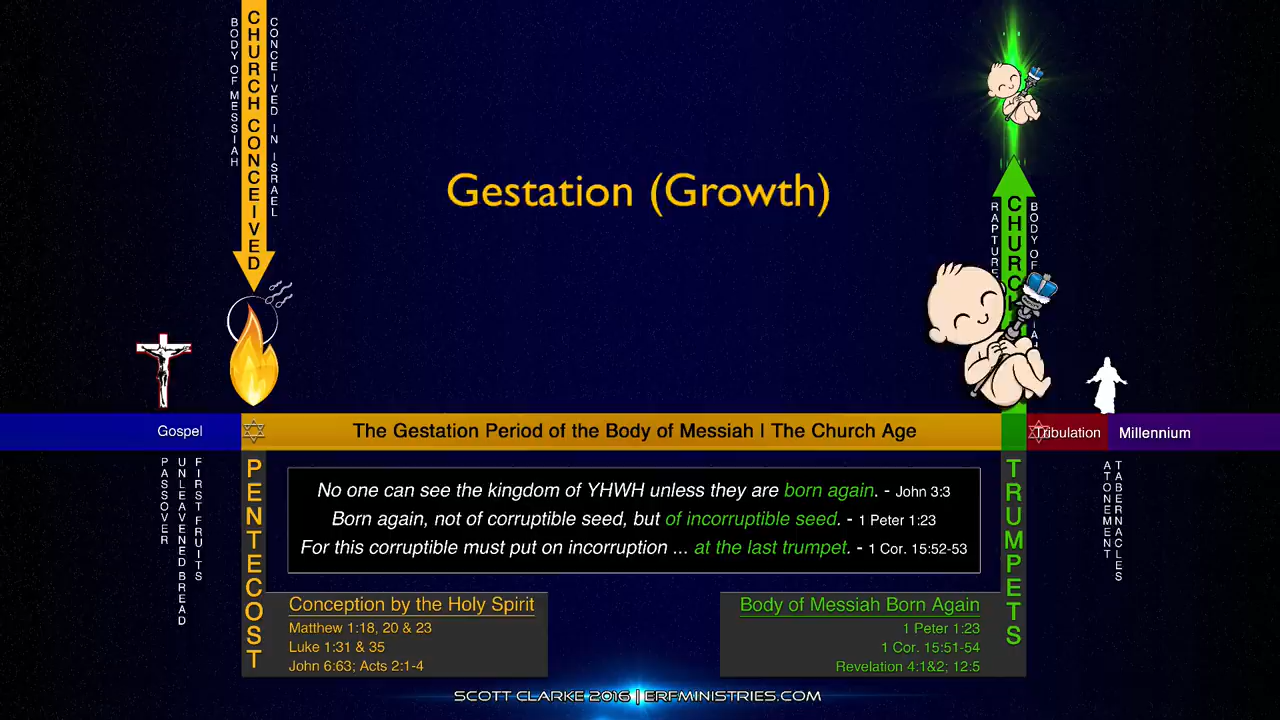 BODY OF MESSIAH
CHURCH CONCEIVED
CONCEIVED IN ISRAEL
Gestation (Growth)
RAPTURE
CHURC
BODY OF
Gospel
The Gestation Period of the Body of Messiah | The Church Age
Tribulation
Millennium
PASSOVER
UNLEAVENED BREAD
FIRST FRUITS
PENTECOST
No one can see the kingdom of YHWH unless they are born again. - John 3:3
Born again, not of corruptible seed, but of incorruptible seed. - 1 Peter 1:23
For this corruptible must put on incorruption ... at the last trumpet. - 1 Cor. 15:52-53
TRUMPETS
ATONEMENT
TABERNACLES
Conception by the Holy Spirit
Matthew 1:18, 20 & 23
Luke 1:31 & 35
John 6:63; Acts 2:1-4
Body of Messiah Born Again
1 Peter 1:23
1 Cor. 15:51-54
Revelation 4:1&2; 12:5
SCOTT CLARKE 2016 | ERFMINISTRIES.COM